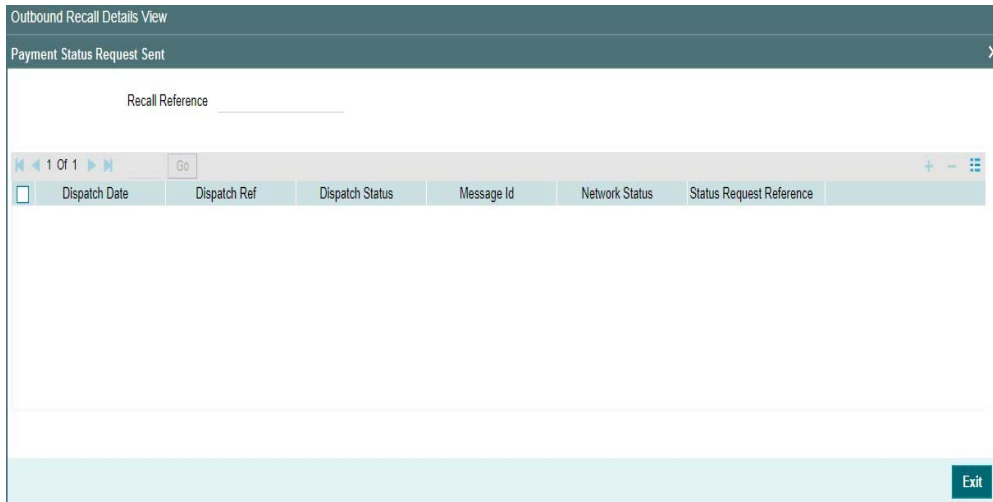 Outbound Recall Details View
Payment Status Request Sent
Recall Reference
1 Of 1 Go
Dispatch Date Dispatch Ref Dispatch Status Message Id Network Status Status Request Reference
Exit